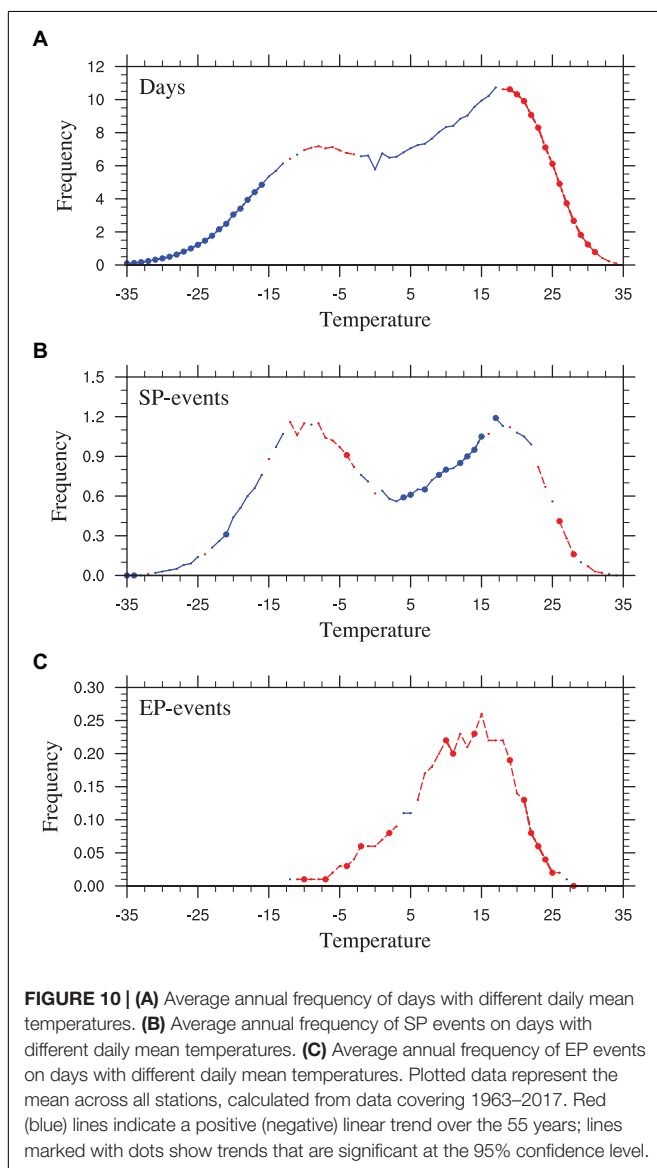 A
Days
Frequency
12
10
8
6
4
2
0
-35 -25 -15 -5 5 15 25 35
Temperature
B
SP-events
Frequency
1.5
1.2
0.9
0.6
0.3
0.0
-35 -25 -15 -5 5 15 25 35
Temperature
C
EP-events
Frequency
0.30
0.25
0.20
0.15
0.10
0.05
0.00
-35 -25 -15 -5 5 15 25 35
Temperature
FIGURE 10 | (A) Average annual frequency of days with different daily mean
temperatures. (B) Average annual frequency of SP events on days with
different daily mean temperatures. (C) Average annual frequency of EP events
on days with different daily mean temperatures. Plotted data represent the
mean across all stations, calculated from data covering 1963–2017. Red
(blue) lines indicate a positive (negative) linear trend over the 55 years; lines
marked with dots show trends that are significant at the 95% confidence level.